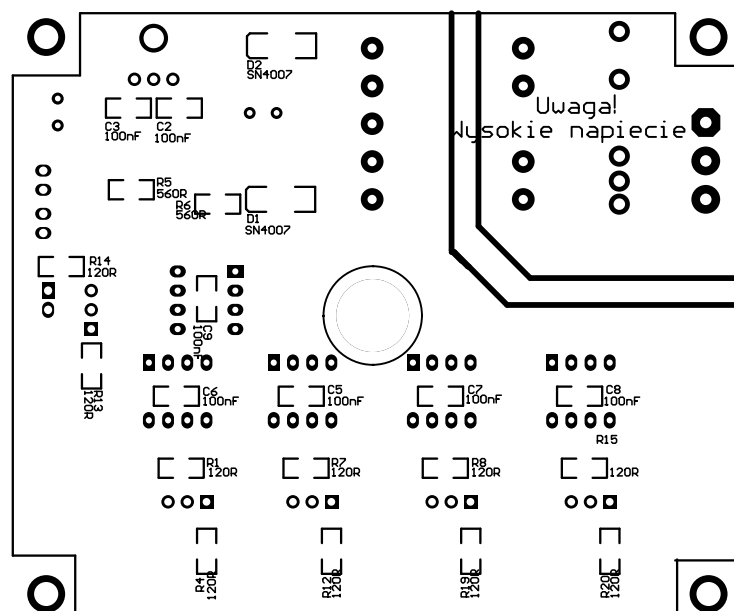 D2
SN4007
Uwaga!
Wysokie napiecie
C3
100nF
C2
100nF
R5
560R
R6
560R
D1
SN4007
R14
120R
C9
100nF
R13
120R
C6
100nF
C5
100nF
C7
100nF
C8
100nF
R15
R1
120R
R7
120R
R8
120R
120R
R4
120R
R12
120R
R19
120R
R20
120R